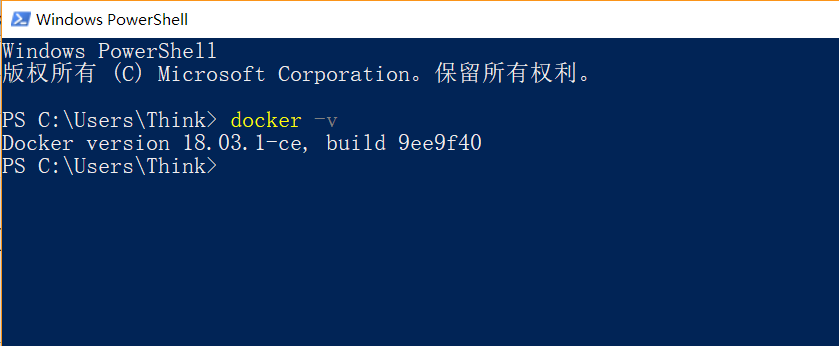 Windows PowerShell
Windows PowerShell
版权所有 (C) Microsoft Corporation。保留所有权利。
PS C:\Users\Think> docker -v
Docker version 18.03.1-ce, build 9ee9f40
PS C:\Users\Think>